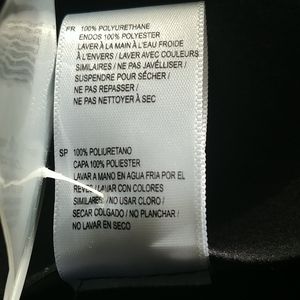 FR 100% POLYURETHANE
ENDOS 100% POLYESTER
LAVER À LA MAIN À L'EAU FROIDE
À L'ENVERS / LAVER AVEC COULEURS
SIMILAIRES / NE PAS JAVÉLLISER /
SUSPENDRE POUR SÉCHER /
NE PAS REPASSER /
NE PAS NETTOYER À SEC
SP 100% POLIURETANO
CAPA 100% POLIESTER
LAVAR A MANO EN AGUA FRIA POR EL
REVES / LAVAR CON COLORES
SIMILARES / NO USAR CLORO /
SECAR COLGADO / NO PLANCHAR /
NO LAVAR EN SECO